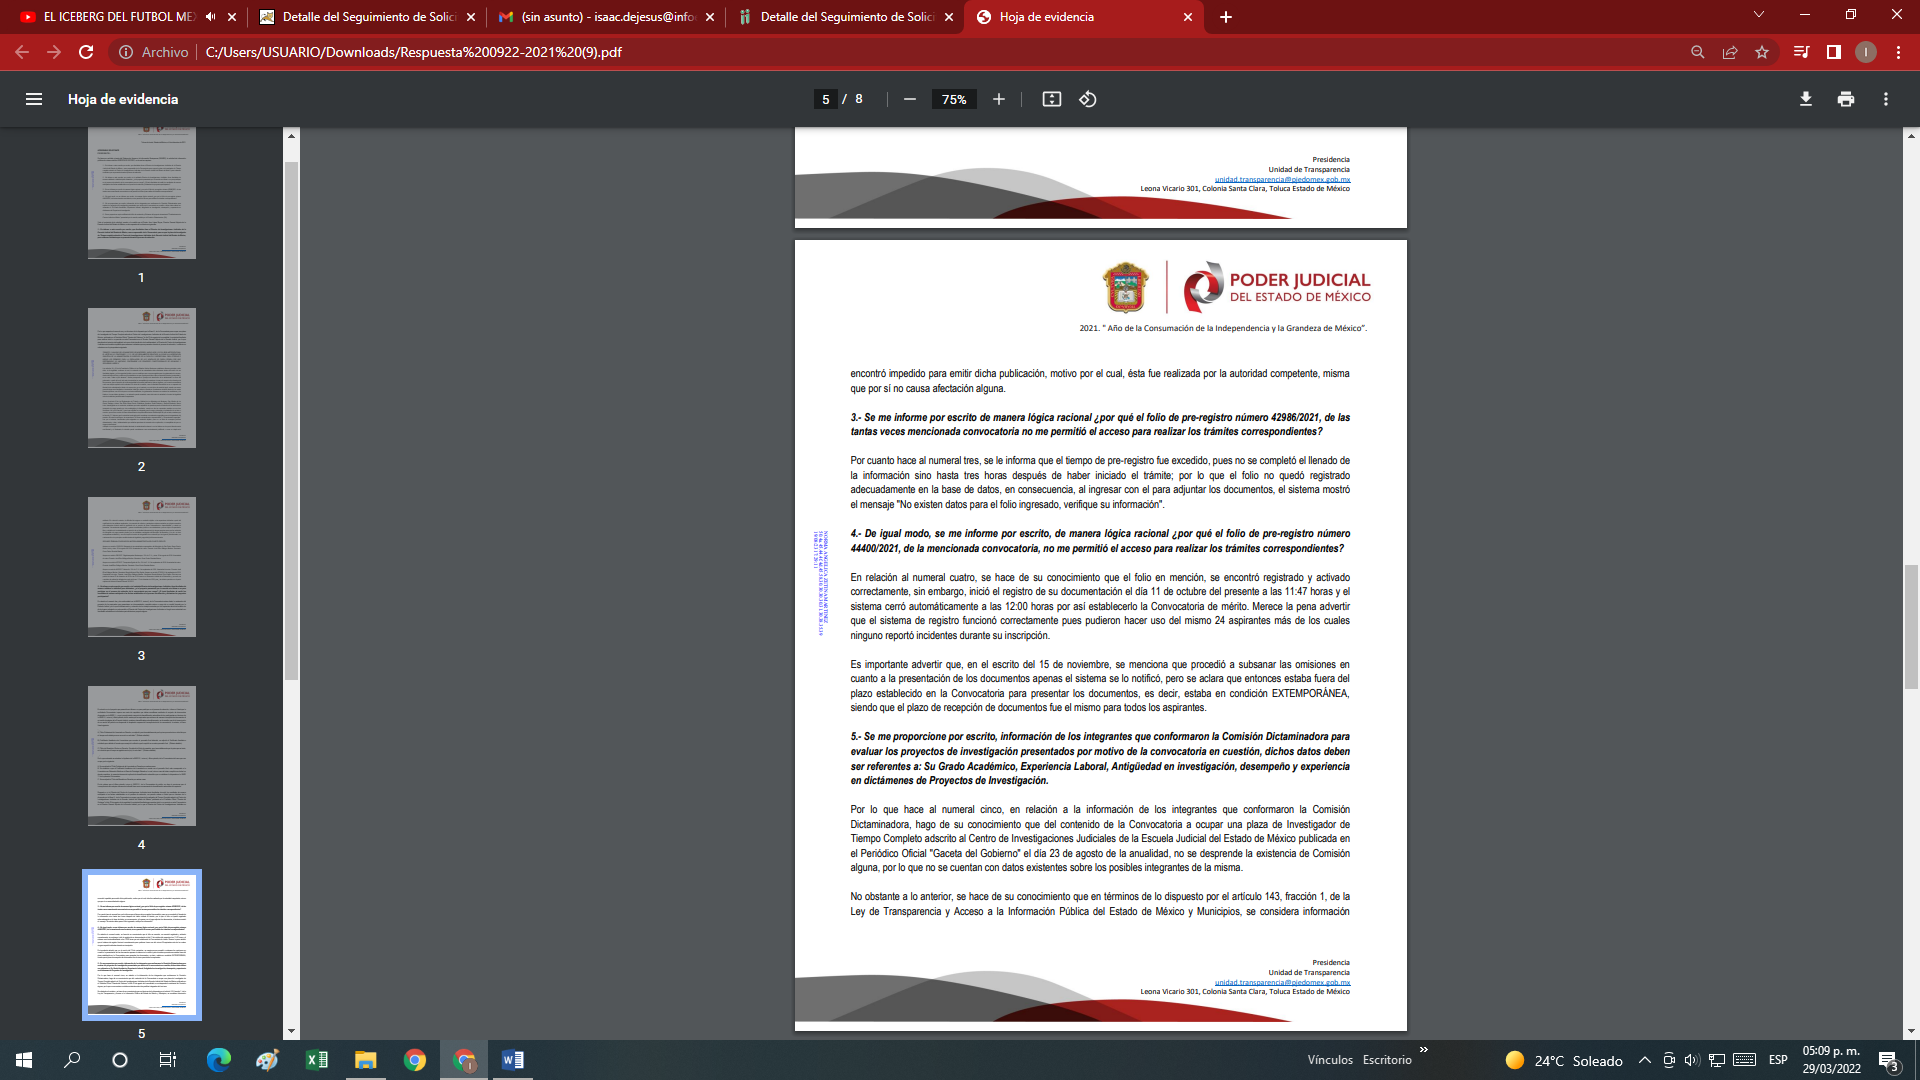 EL ICEBERG DEL FUTBOL ME
Detalle del Seguimiento de Solici
(sin asunto) - isaac.dejesus@info
Detalle del Seguimiento de Solici
Hoja de evidencia
Archivo
C:/Users/USUARIO/Downloads/Respuesta%200922-2021%20(9).pdf
I
Hoja de evidencia
5 / 8
75%
1
2
3
4
5
Presidencia
Unidad de Transparencia
unidad.transparencia@pjedomex.gob.mx
Leona Vicario 301, Colonia Santa Clara, Toluca Estado de México
PODER JUDICIAL
DEL ESTADO DE MÉXICO
2021. " Año de la Consumación de la Independencia y la Grandeza de México".
encontró impedido para emitir dicha publicación, motivo por el cual, ésta fue realizada por la autoridad competente, misma
que por sí no causa afectación alguna.
3.- Se me informe por escrito de manera lógica racional ¿por qué el folio de pre-registro número 42986/2021, de las
tantas veces mencionada convocatoria no me permitió el acceso para realizar los trámites correspondientes?
Por cuanto hace al numeral tres, se le informa que el tiempo de pre-registro fue excedido, pues no se completó el llenado de
la información sino hasta tres horas después de haber iniciado el trámite; por lo que el folio no quedó registrado
adecuadamente en la base de datos, en consecuencia, al ingresar con el para adjuntar los documentos, el sistema mostró
el mensaje "No existen datos para el folio ingresado, verifique su información".
4.- De igual modo, se me informe por escrito, de manera lógica racional ¿por qué el folio de pre-registro número
44400/2021, de la mencionada convocatoria, no me permitió el acceso para realizar los trámites correspondientes?
En relación al numeral cuatro, se hace de su conocimiento que el folio en mención, se encontró registrado y activado
correctamente, sin embargo, inició el registro de su documentación el día 11 de octubre del presente a las 11:47 horas y el
sistema cerró automáticamente a las 12:00 horas por así establecerlo la Convocatoria de mérito. Merece la pena advertir
que el sistema de registro funcionó correctamente pues pudieron hacer uso del mismo 24 aspirantes más de los cuales
ninguno reportó incidentes durante su inscripción.
Es importante advertir que, en el escrito del 15 de noviembre, se menciona que procedió a subsanar las omisiones en
cuanto a la presentación de los documentos apenas el sistema se lo notificó, pero se aclara que entonces estaba fuera del
plazo establecido en la Convocatoria para presentar los documentos, es decir, estaba en condición EXTEMPORÁNEA,
siendo que el plazo de recepción de documentos fue el mismo para todos los aspirantes.
5.- Se me proporcione por escrito, información de los integrantes que conformaron la Comisión Dictaminadora para
evaluar los proyectos de investigación presentados por motivo de la convocatoria en cuestión, dichos datos deben
ser referentes a: Su Grado Académico, Experiencia Laboral, Antigüedad en investigación, desempeño y experiencia
en dictámenes de Proyectos de Investigación.
Por lo que hace al numeral cinco, en relación a la información de los integrantes que conformaron la Comisión
Dictaminadora, hago de su conocimiento que del contenido de la Convocatoria a ocupar una plaza de Investigador de
Tiempo Completo adscrito al Centro de Investigaciones Judiciales de la Escuela Judicial del Estado de México publicada en
el Periódico Oficial "Gaceta del Gobierno" el día 23 de agosto de la anualidad, no se desprende la existencia de Comisión
alguna, por lo que no se cuentan con datos existentes sobre los posibles integrantes de la misma.
No obstante a lo anterior, se hace de su conocimiento que en términos de lo dispuesto por el artículo 143, fracción 1, de la
Ley de Transparencia y Acceso a la Información Pública del Estado de México y Municipios, se considera información
Presidencia
Unidad de Transparencia
unidad.transparencia@pjedomex.gob.mx
Leona Vicario 301, Colonia Santa Clara, Toluca Estado de México
Vínculos
Escritorio
24°C Soleado
ESP
05:09 p. m.
29/03/2022
3